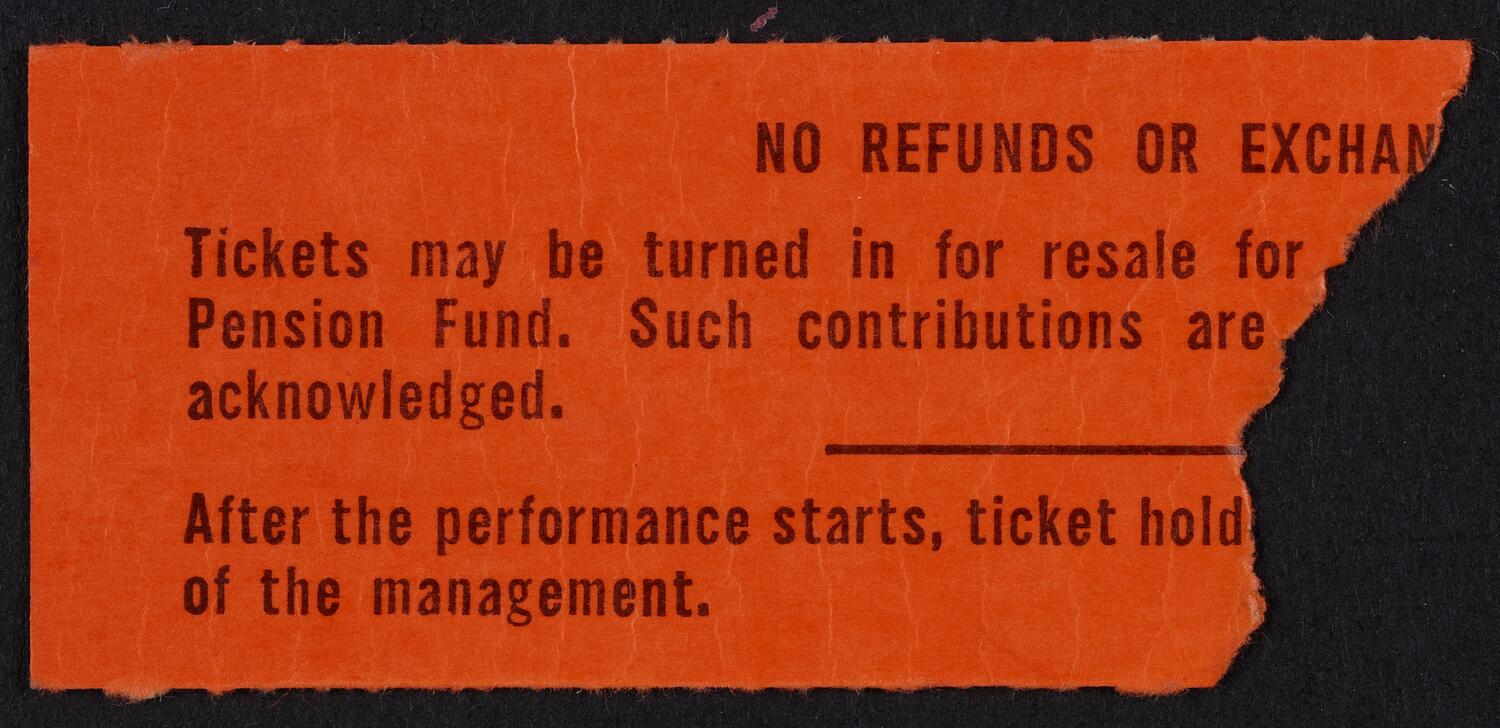 NO REFUNDS OR EXCHAN
Tickets may be turned in for resale for
Pension Fund. Such contributions are
acknowledged.
After the performance starts, ticket hold
of the management.